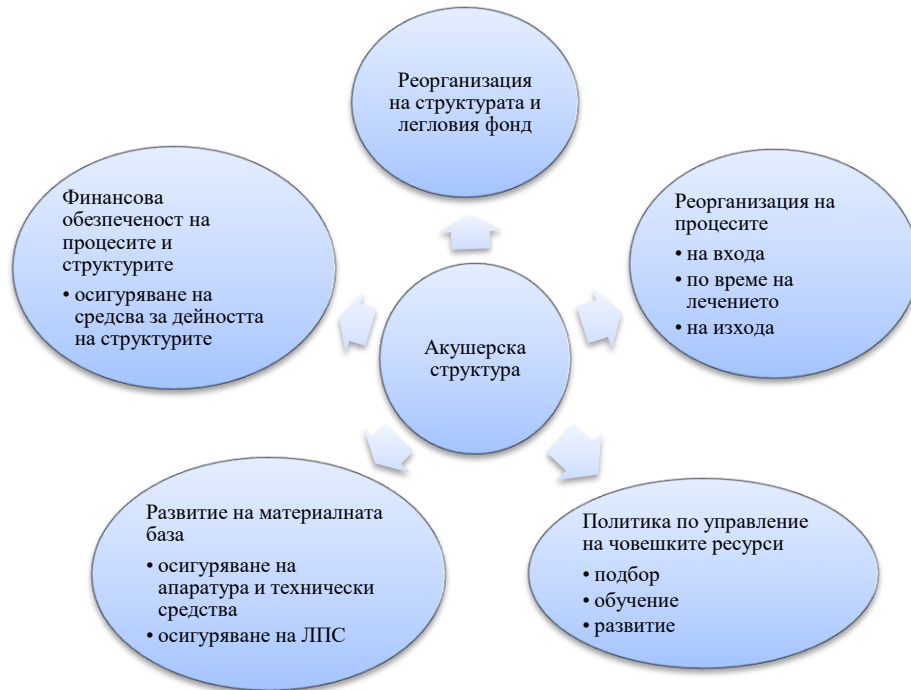 Реорганизация
на структурата и
легловия фонд
Финансова
обезпеченост на
процесите и
структурите
• осигуряване на
средсва за дейността
на структурите
Реорганизация на
процесите
• на входа
• по време на
лечението
• на изхода
Акушерска
структура
Развитие на материалната
база
• осигуряване на
апаратура и технически
средства
• осигуряване на ЛПС
Политика по управление
на човешките ресурси
• подбор
• обучение
• развитие